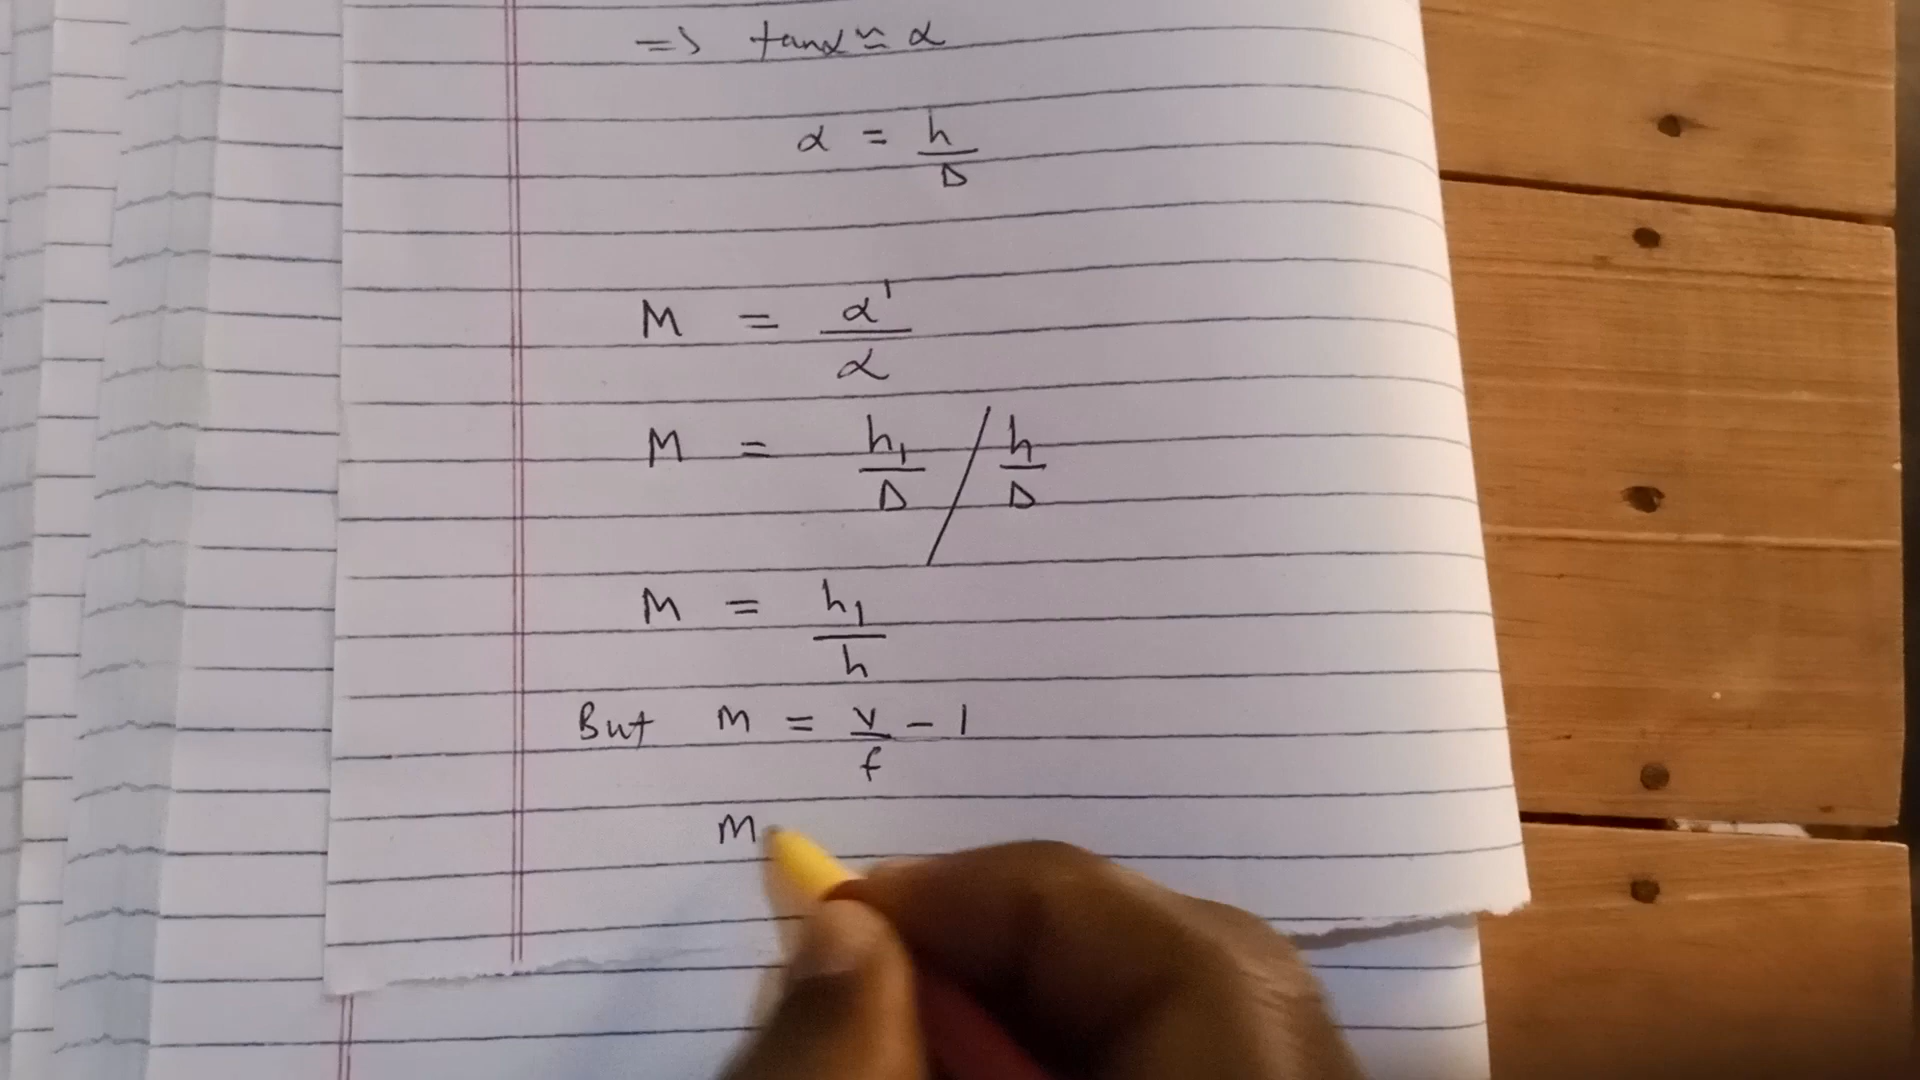 => tanα ≃ α
α = h/D
M = α'/α
M = h₁/D / h/D
M = h₁/h
But m = v/f - 1
m